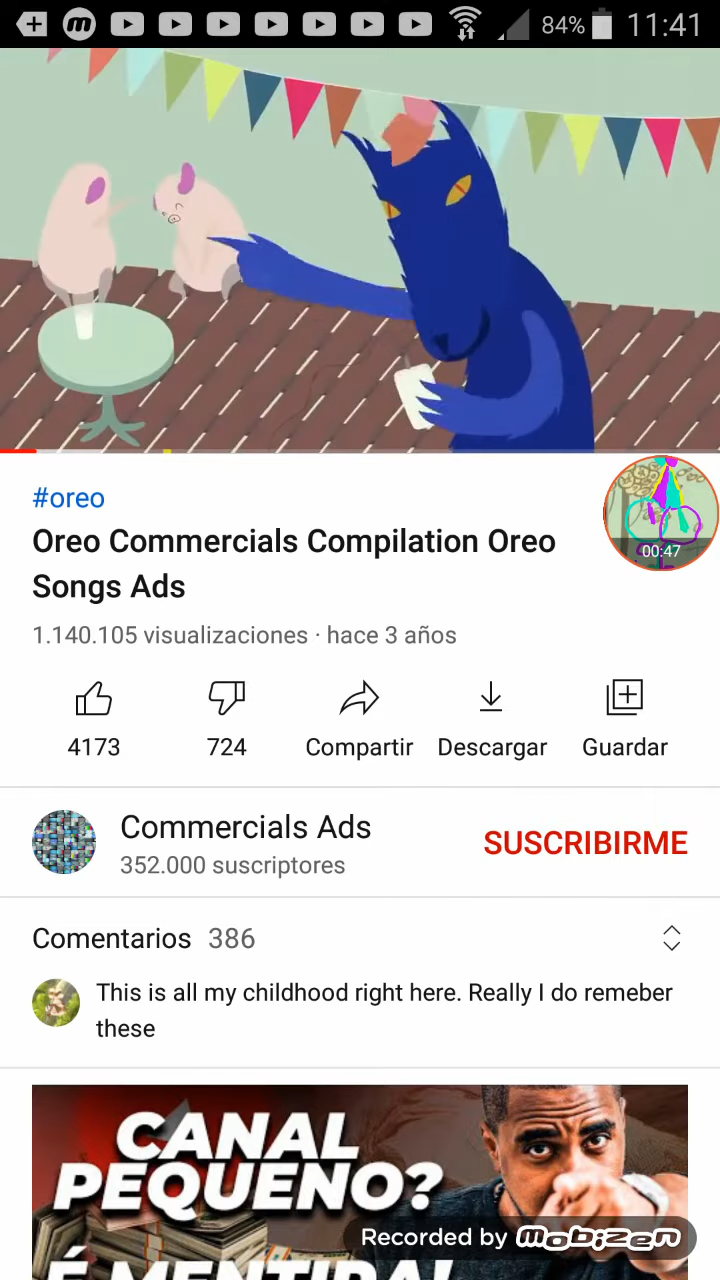 84% 11:41
#oreo
Oreo Commercials Compilation Oreo
Songs Ads
00:47
1.140.105 visualizaciones · hace 3 años
4173 724 Compartir Descargar Guardar
Commercials Ads
352.000 suscriptores
SUSCRIBIRME
Comentarios 386
This is all my childhood right here. Really I do remeber
these
CANAL
PEQUENO?
É MENTIDA!
Recorded by Mobizen